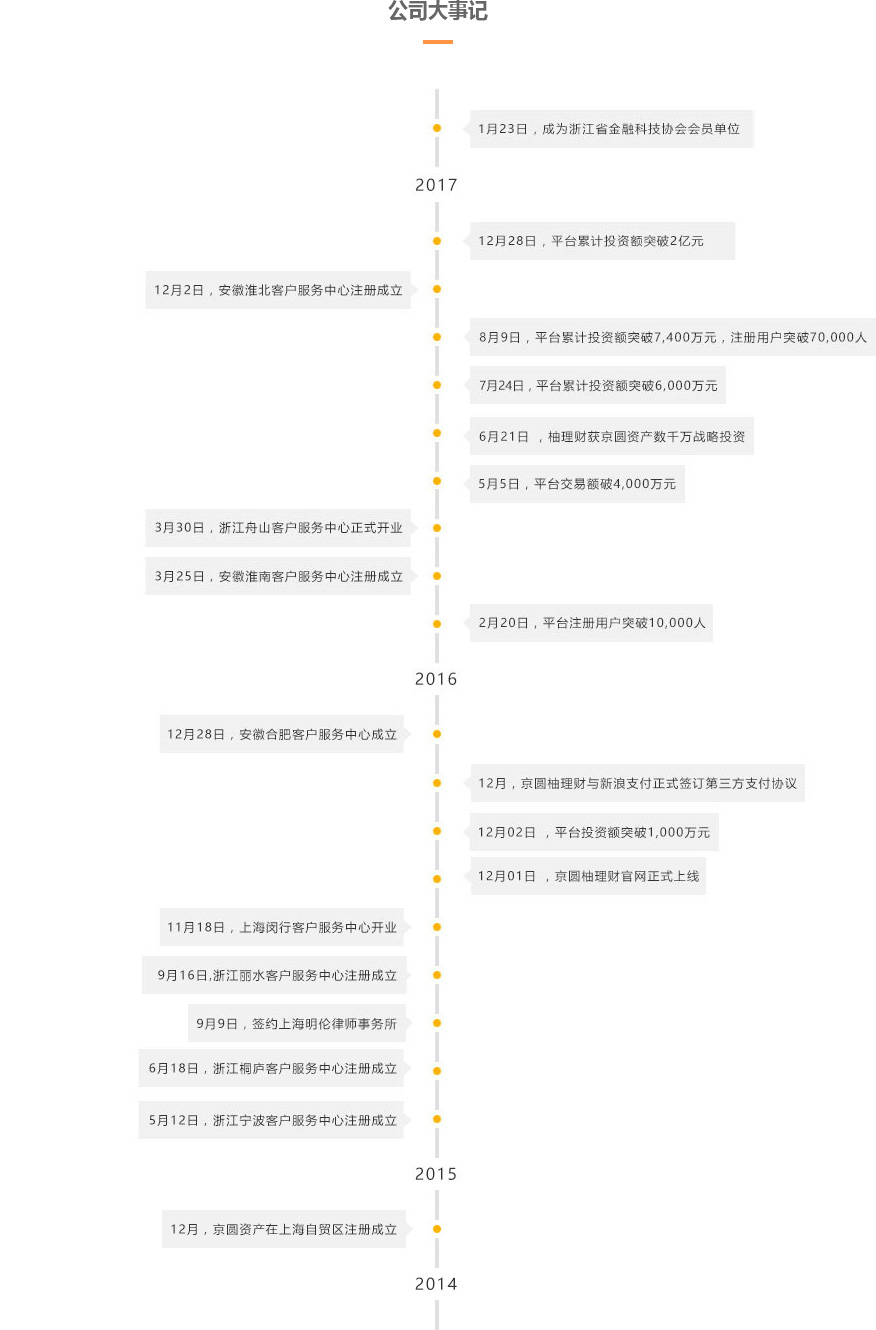 公司大事记
1月23日，成为浙江省金融科技协会会员单位
2017
12月28日，平台累计投资额突破2亿元
12月2日，安徽淮北客户服务中心注册成立
8月9日，平台累计投资额突破7,400万元，注册用户突破70,000人
7月24日，平台累计投资额突破6,000万元
6月21日 ，柚理财获京圆资产数千万战略投资
5月5日，平台交易额破4,000万元
3月30日，浙江舟山客户服务中心正式开业
3月25日，安徽淮南客户服务中心注册成立
2月20日，平台注册用户突破10,000人
2016
12月28日，安徽合肥客户服务中心成立
12月，京圆柚理财与新浪支付正式签订第三方支付协议
12月02日 ，平台投资额突破1,000万元
12月01日 ，京圆柚理财官网正式上线
11月18日，上海闵行客户服务中心开业
9月16日,浙江丽水客户服务中心注册成立
9月9日，签约上海明伦律师事务所
6月18日，浙江桐庐客户服务中心注册成立
5月12日，浙江宁波客户服务中心注册成立
2015
12月，京圆资产在上海自贸区注册成立
2014